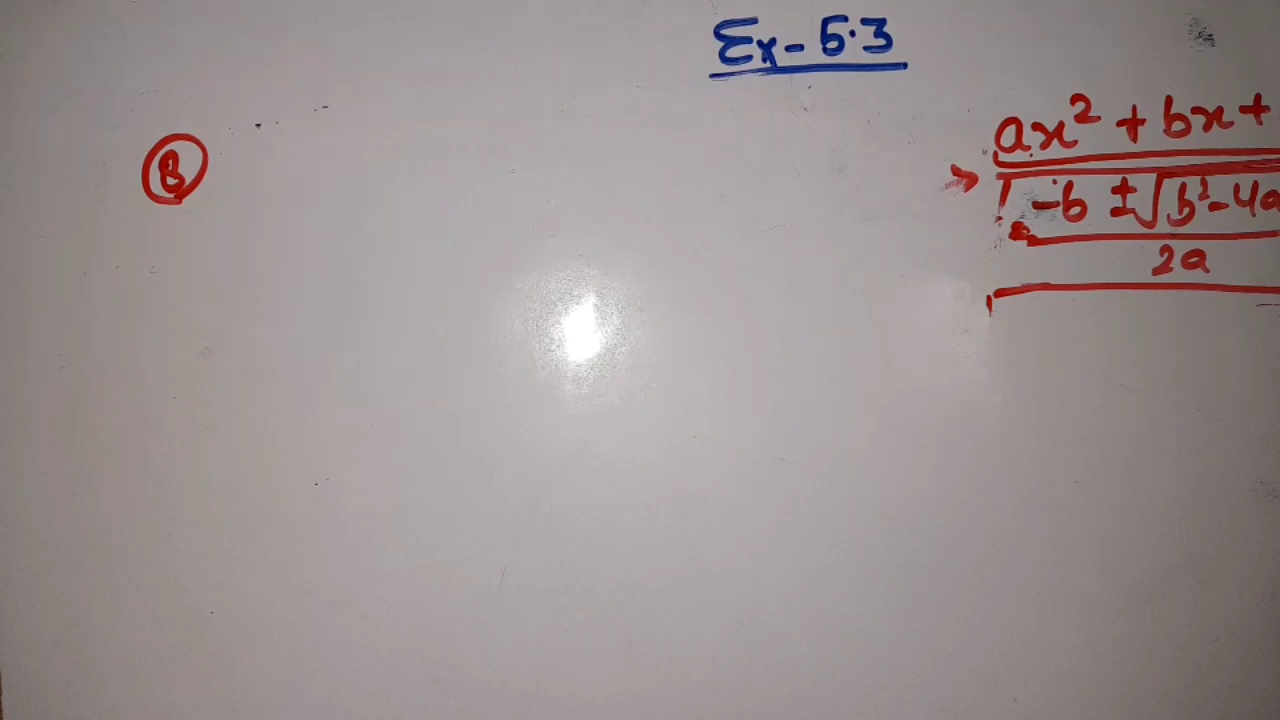 Ex - 5.3
8
ax² + bx +
-b ± √b² - 4a
2a